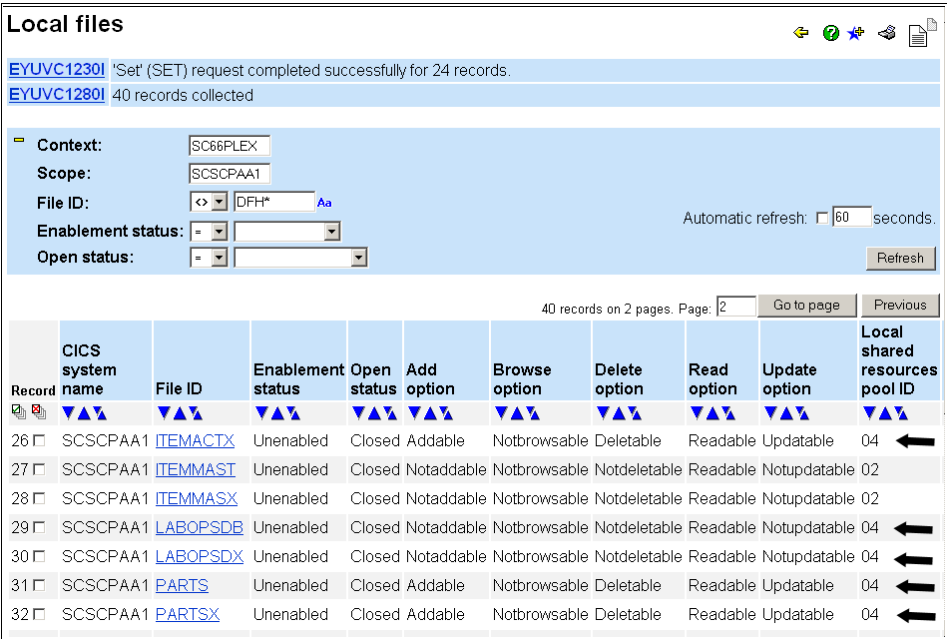 Local files
EYUVC1230I 'Set' (SET) request completed successfully for 24 records.
EYUVC1280I 40 records collected
Context: SC66PLEX
Scope: SCSCPAA1
File ID: <> DFH* Aa
Automatic refresh: 60 seconds.
Enablement status: =
Open status: = Refresh
40 records on 2 pages. Page: 2 Go to page Previous
Record CICS system name File ID Enablement status Open status Add option Browse option Delete option Read option Update option Local shared resources pool ID
26 SCSCPAA1 ITEMACTX Unenabled Closed Addable Notbrowsable Deletable Readable Updatable 04
27 SCSCPAA1 ITEMMAST Unenabled Closed Notaddable Notbrowsable Notdeletable Readable Notupdatable 02
28 SCSCPAA1 ITEMMASX Unenabled Closed Notaddable Notbrowsable Notdeletable Readable Notupdatable 02
29 SCSCPAA1 LABOPSDB Unenabled Closed Notaddable Notbrowsable Notdeletable Readable Notupdatable 04
30 SCSCPAA1 LABOPSDX Unenabled Closed Notaddable Notbrowsable Notdeletable Readable Notupdatable 04
31 SCSCPAA1 PARTS Unenabled Closed Addable Notbrowsable Deletable Readable Updatable 04
32 SCSCPAA1 PARTSX Unenabled Closed Addable Notbrowsable Deletable Readable Updatable 04